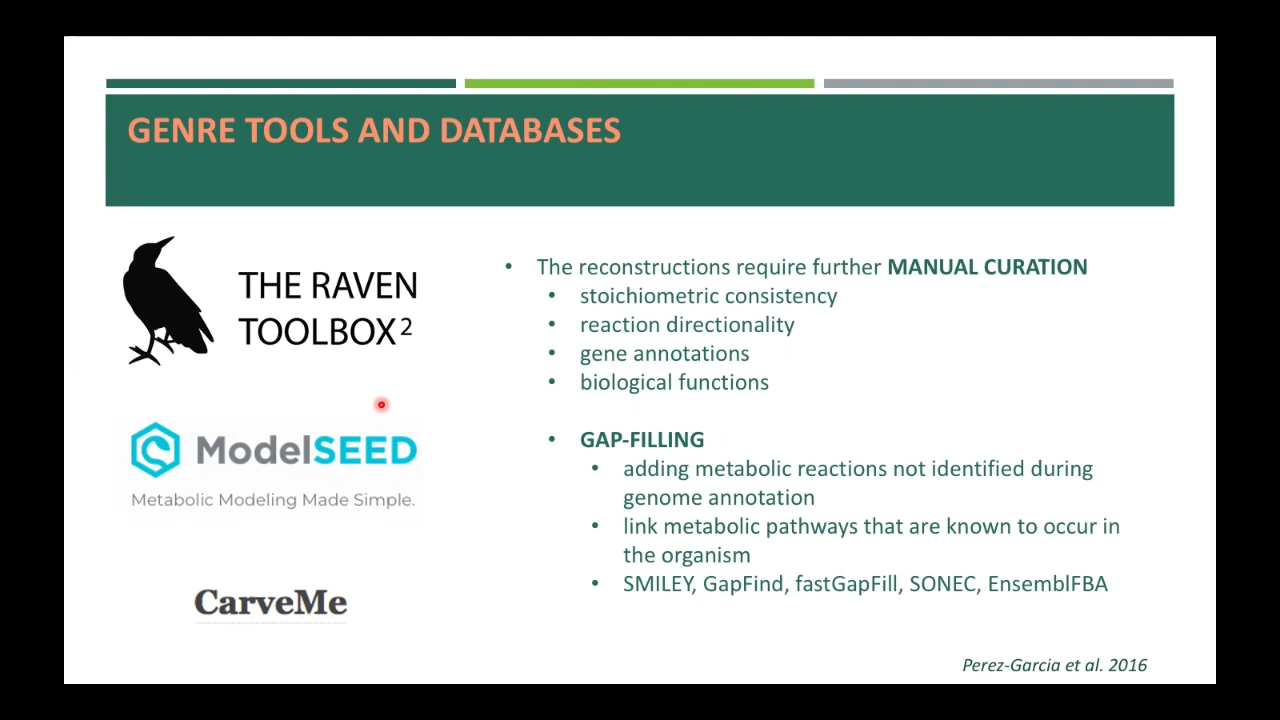 GENRE TOOLS AND DATABASES
THE RAVEN
TOOLBOX²
ModelSEED
Metabolic Modeling Made Simple.
CarveMe
• The reconstructions require further MANUAL CURATION
• stoichiometric consistency
• reaction directionality
• gene annotations
• biological functions
• GAP-FILLING
• adding metabolic reactions not identified during
genome annotation
• link metabolic pathways that are known to occur in
the organism
• SMILEY, GapFind, fastGapFill, SONEC, EnsemblFBA
Perez-Garcia et al. 2016